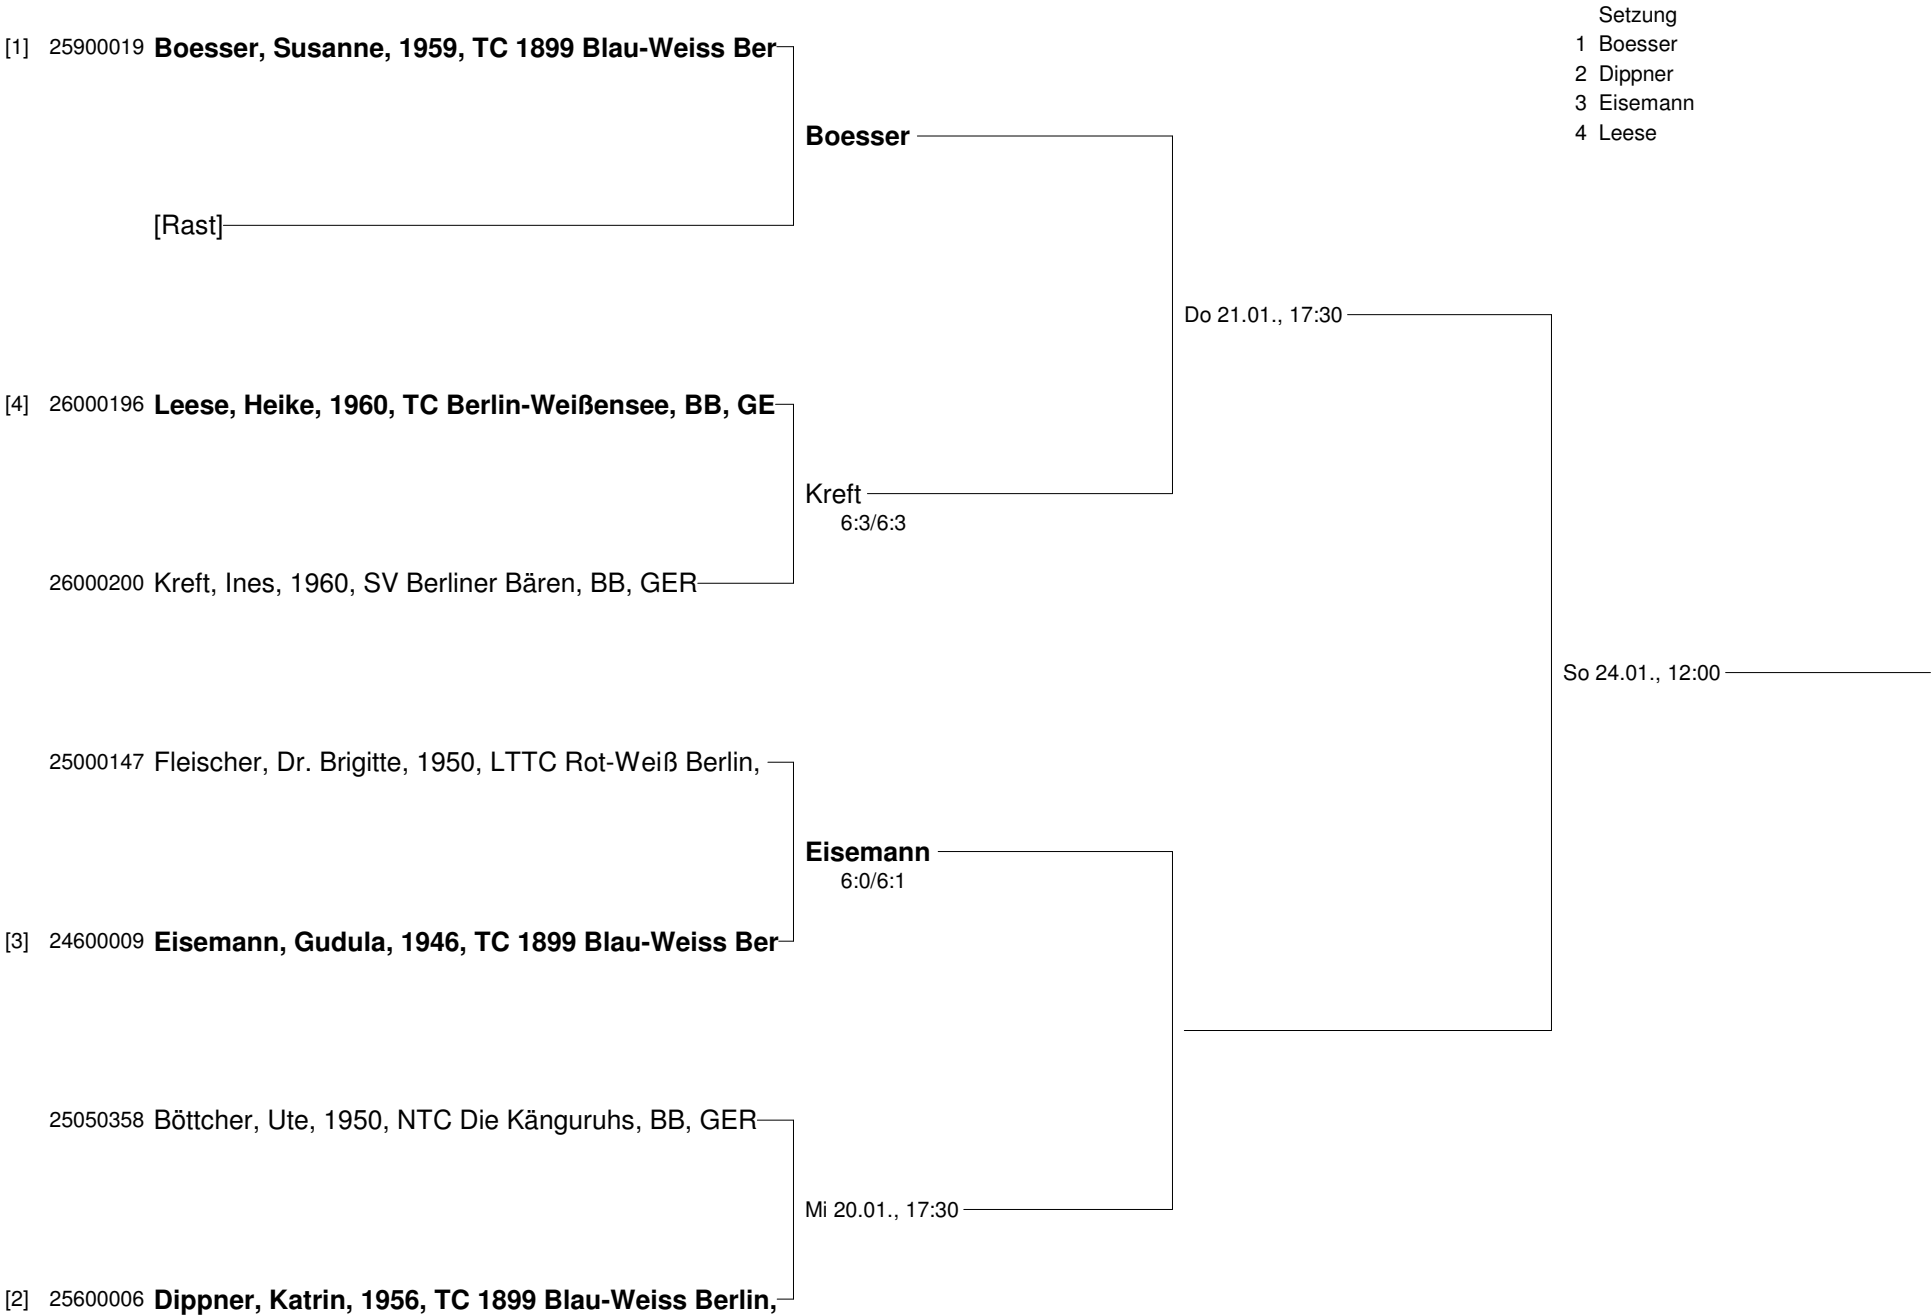 Setzung
1 Boesser
2 Dippner
3 Eisemann
4 Leese
[1] 25900019 Boesser, Susanne, 1959, TC 1899 Blau-Weiss Ber
Boesser
[Rast]
Do 21.01., 17:30
[4] 26000196 Leese, Heike, 1960, TC Berlin-Weißensee, BB, GE
Kreft
6:3/6:3
26000200 Kreft, Ines, 1960, SV Berliner Bären, BB, GER
So 24.01., 12:00
25000147 Fleischer, Dr. Brigitte, 1950, LTTC Rot-Weiß Berlin,
Eisemann
6:0/6:1
[3] 24600009 Eisemann, Gudula, 1946, TC 1899 Blau-Weiss Ber
25050358 Böttcher, Ute, 1950, NTC Die Känguruhs, BB, GER
Mi 20.01., 17:30
[2] 25600006 Dippner, Katrin, 1956, TC 1899 Blau-Weiss Berlin,